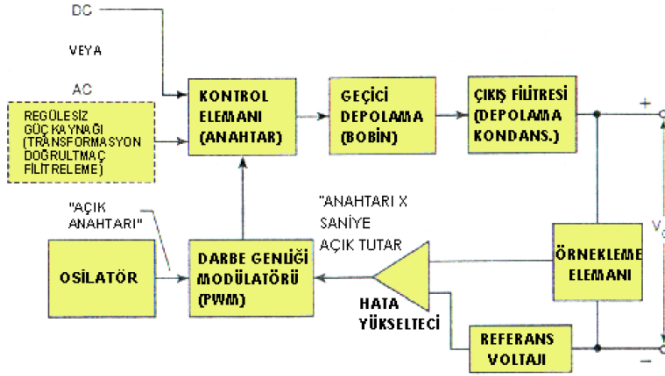 DC
VEYA
AC
REGÜLESİZ
GÜÇ KAYNAĞI
(TRANSFORMASYON
DOĞRULTMAÇ
FİLİTRELEME)
KONTROL
ELEMANI
(ANAHTAR)
GEÇİCİ
DEPOLAMA
(BOBİN)
ÇIKIŞ FİLİTRESİ
(DEPOLAMA
KONDANS.)
+
"AÇIK
ANAHTARI"
"ANAHTARI X
SANİYE
AÇIK TUTAR
OSİLATÖR
DARBE GENLİĞİ
MODÜLATÖRÜ
(PWM)
HATA
YÜKSELTECİ
ÖRNEKLEME
ELEMANI
REFERANS
VOLTAJI
–